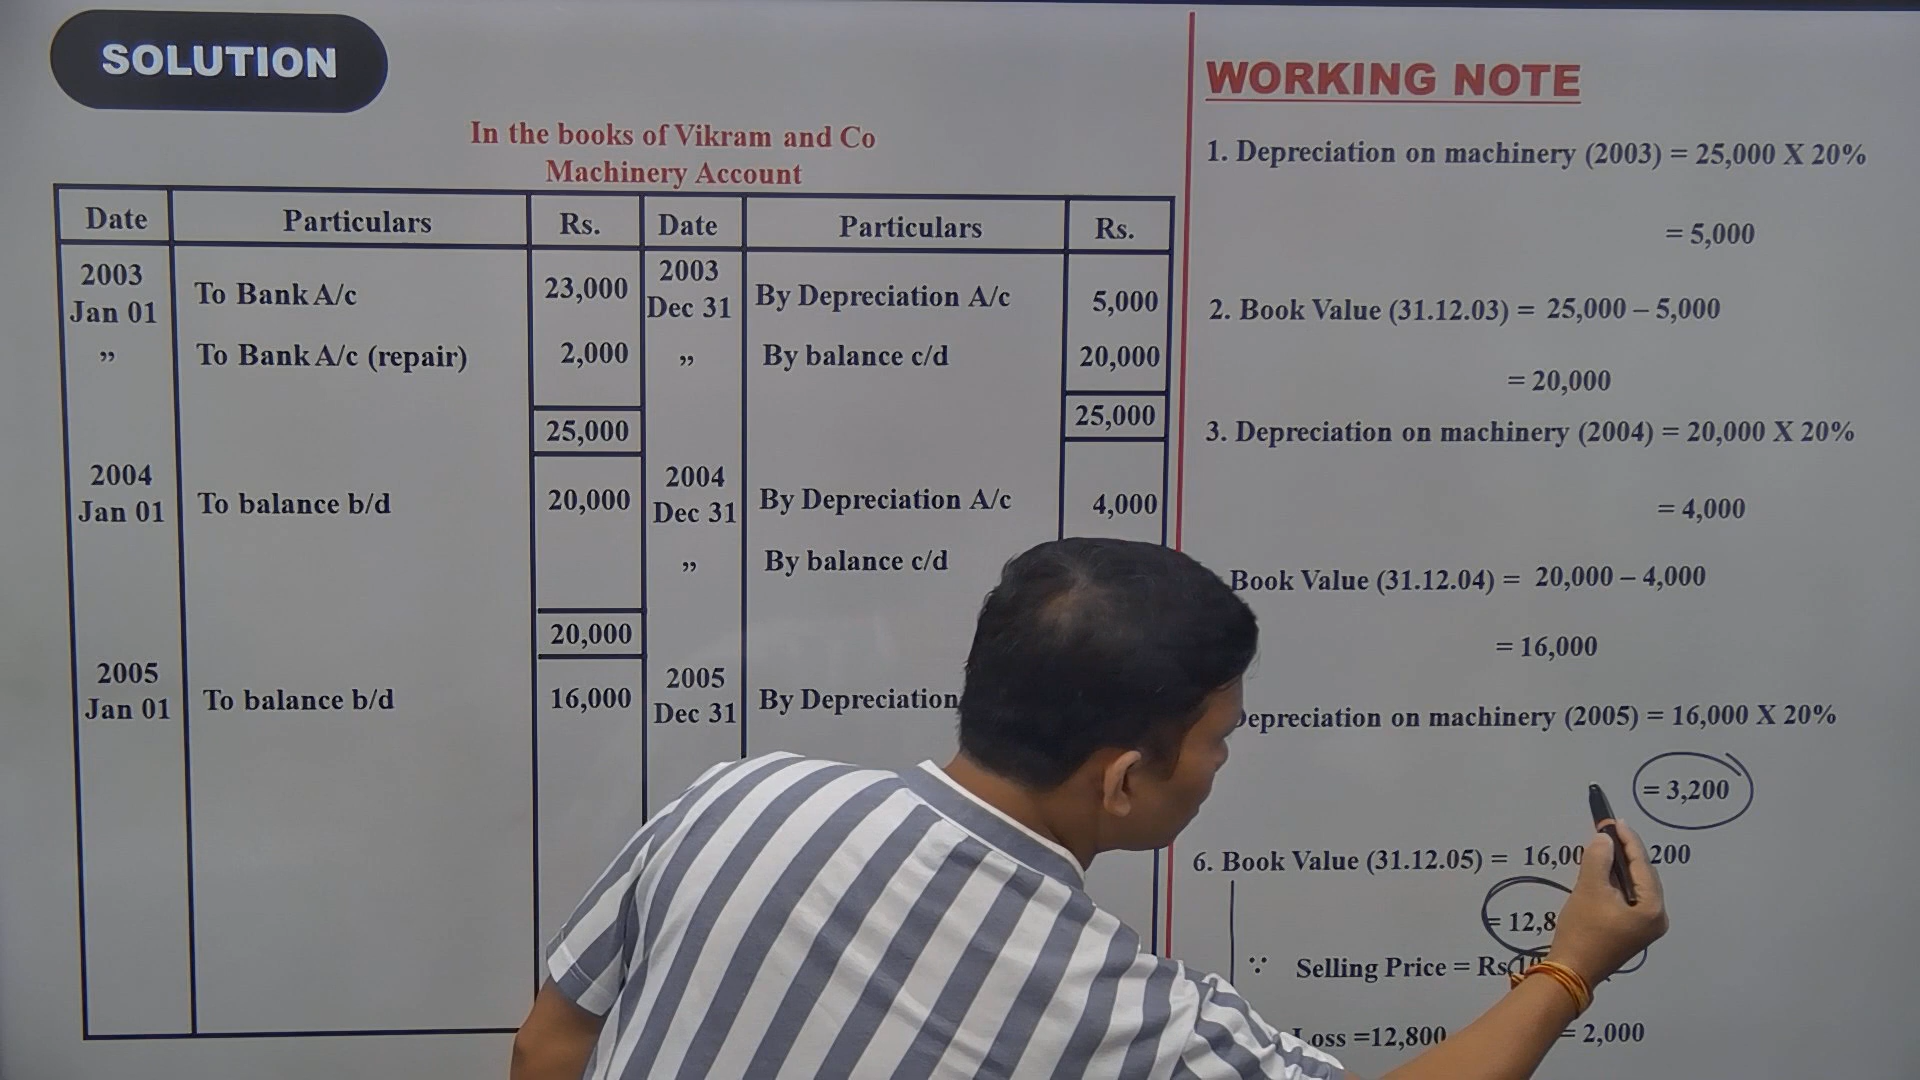 SOLUTION
In the books of Vikram and Co
Machinery Account
Date Particulars Rs. Date Particulars Rs.
2003 Jan 01 To Bank A/c 23,000 2003 Dec 31 By Depreciation A/c 5,000
” To Bank A/c (repair) 2,000 ” By balance c/d 20,000
25,000 25,000
2004 Jan 01 To balance b/d 20,000 2004 Dec 31 By Depreciation A/c 4,000
” By balance c/d
20,000
2005 Jan 01 To balance b/d 16,000 2005 Dec 31 By Depreciation
WORKING NOTE
1. Depreciation on machinery (2003) = 25,000 X 20%
= 5,000
2. Book Value (31.12.03) = 25,000 – 5,000
= 20,000
3. Depreciation on machinery (2004) = 20,000 X 20%
= 4,000
Book Value (31.12.04) = 20,000 – 4,000
= 16,000
Depreciation on machinery (2005) = 16,000 X 20%
= 3,200
6. Book Value (31.12.05) =
∵ Selling Price =
Loss =12,800 = 2,000